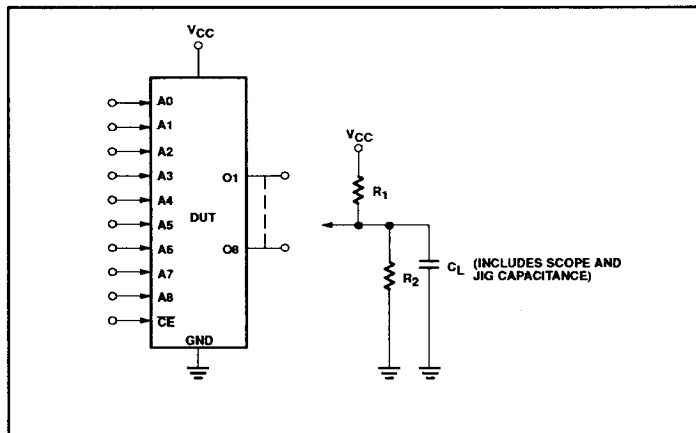 VCC
A0
A1
A2
A3
A4
A5
A6
A7
A8
CE
DUT
O1
O8
GND
VCC
R1
R2
CL (INCLUDES SCOPE AND
JIG CAPACITANCE)